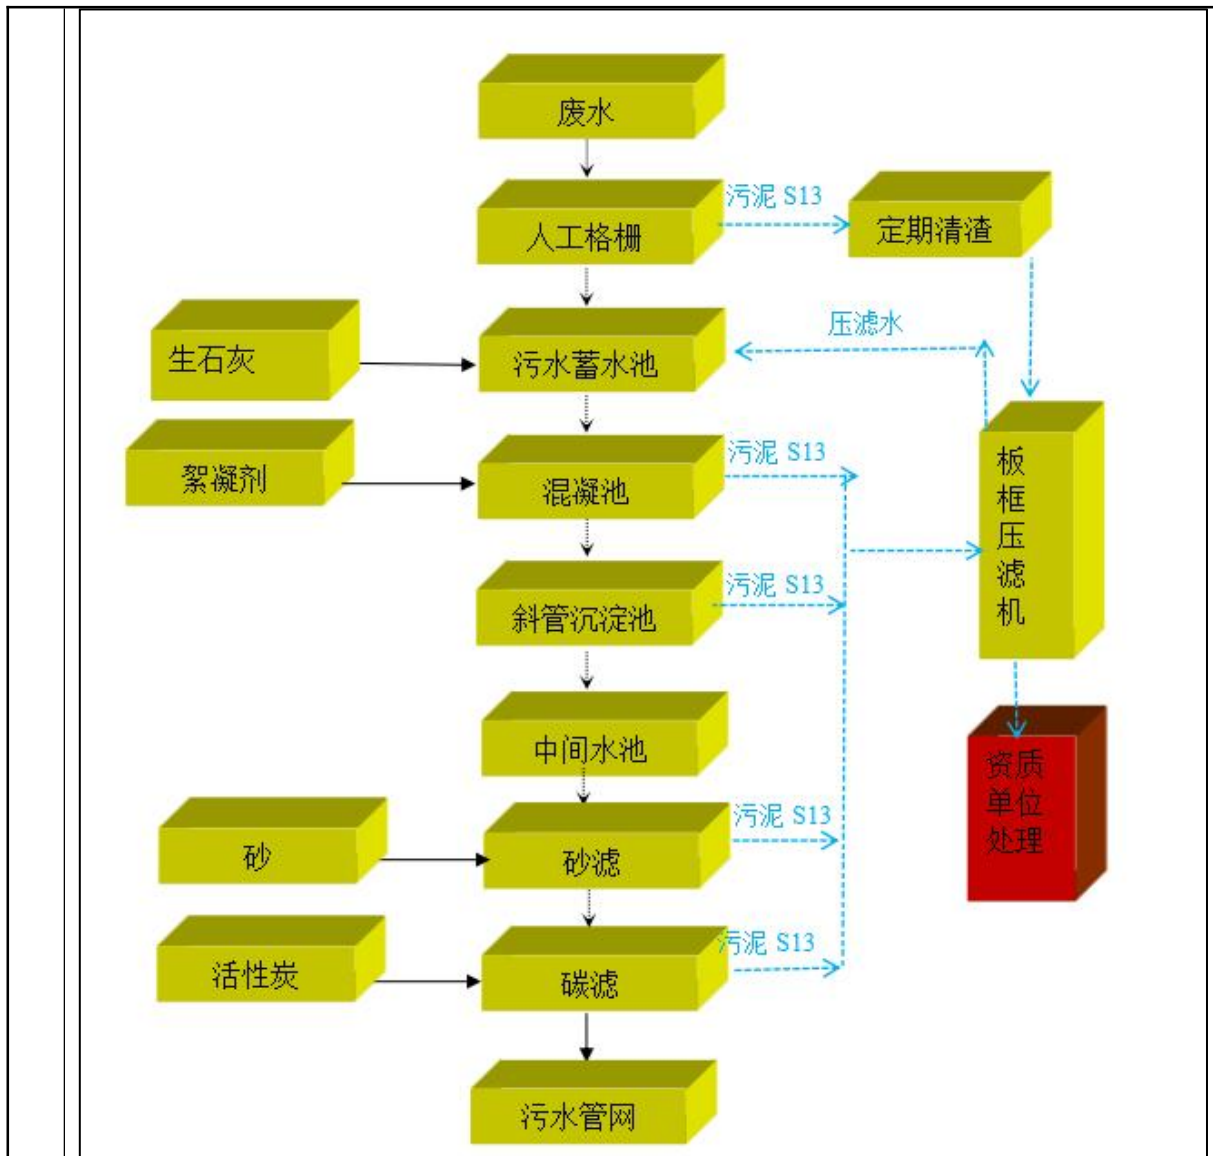 废水
污泥 S13
人工格栅
定期清渣
压滤水
生石灰
污水蓄水池
污泥 S13
絮凝剂
混凝池
板
框
压
滤
机
污泥 S13
斜管沉淀池
中间水池
资质
单位
处理
污泥 S13
砂
砂滤
污泥 S13
活性炭
碳滤
污水管网